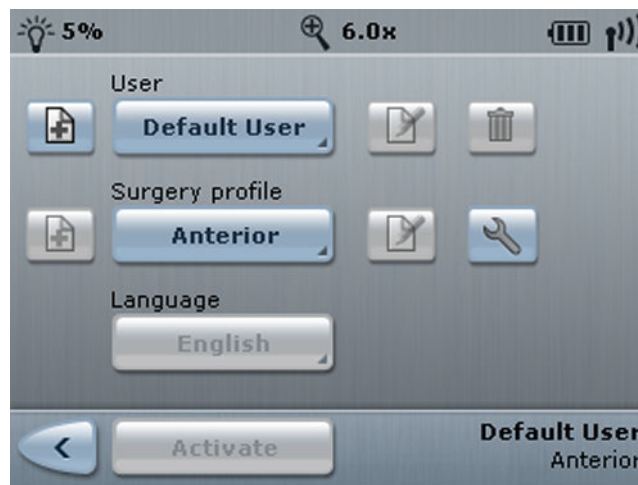 5%
6.0x
User
Default User
Surgery profile
Anterior
Language
English
Activate
Default User
Anterior